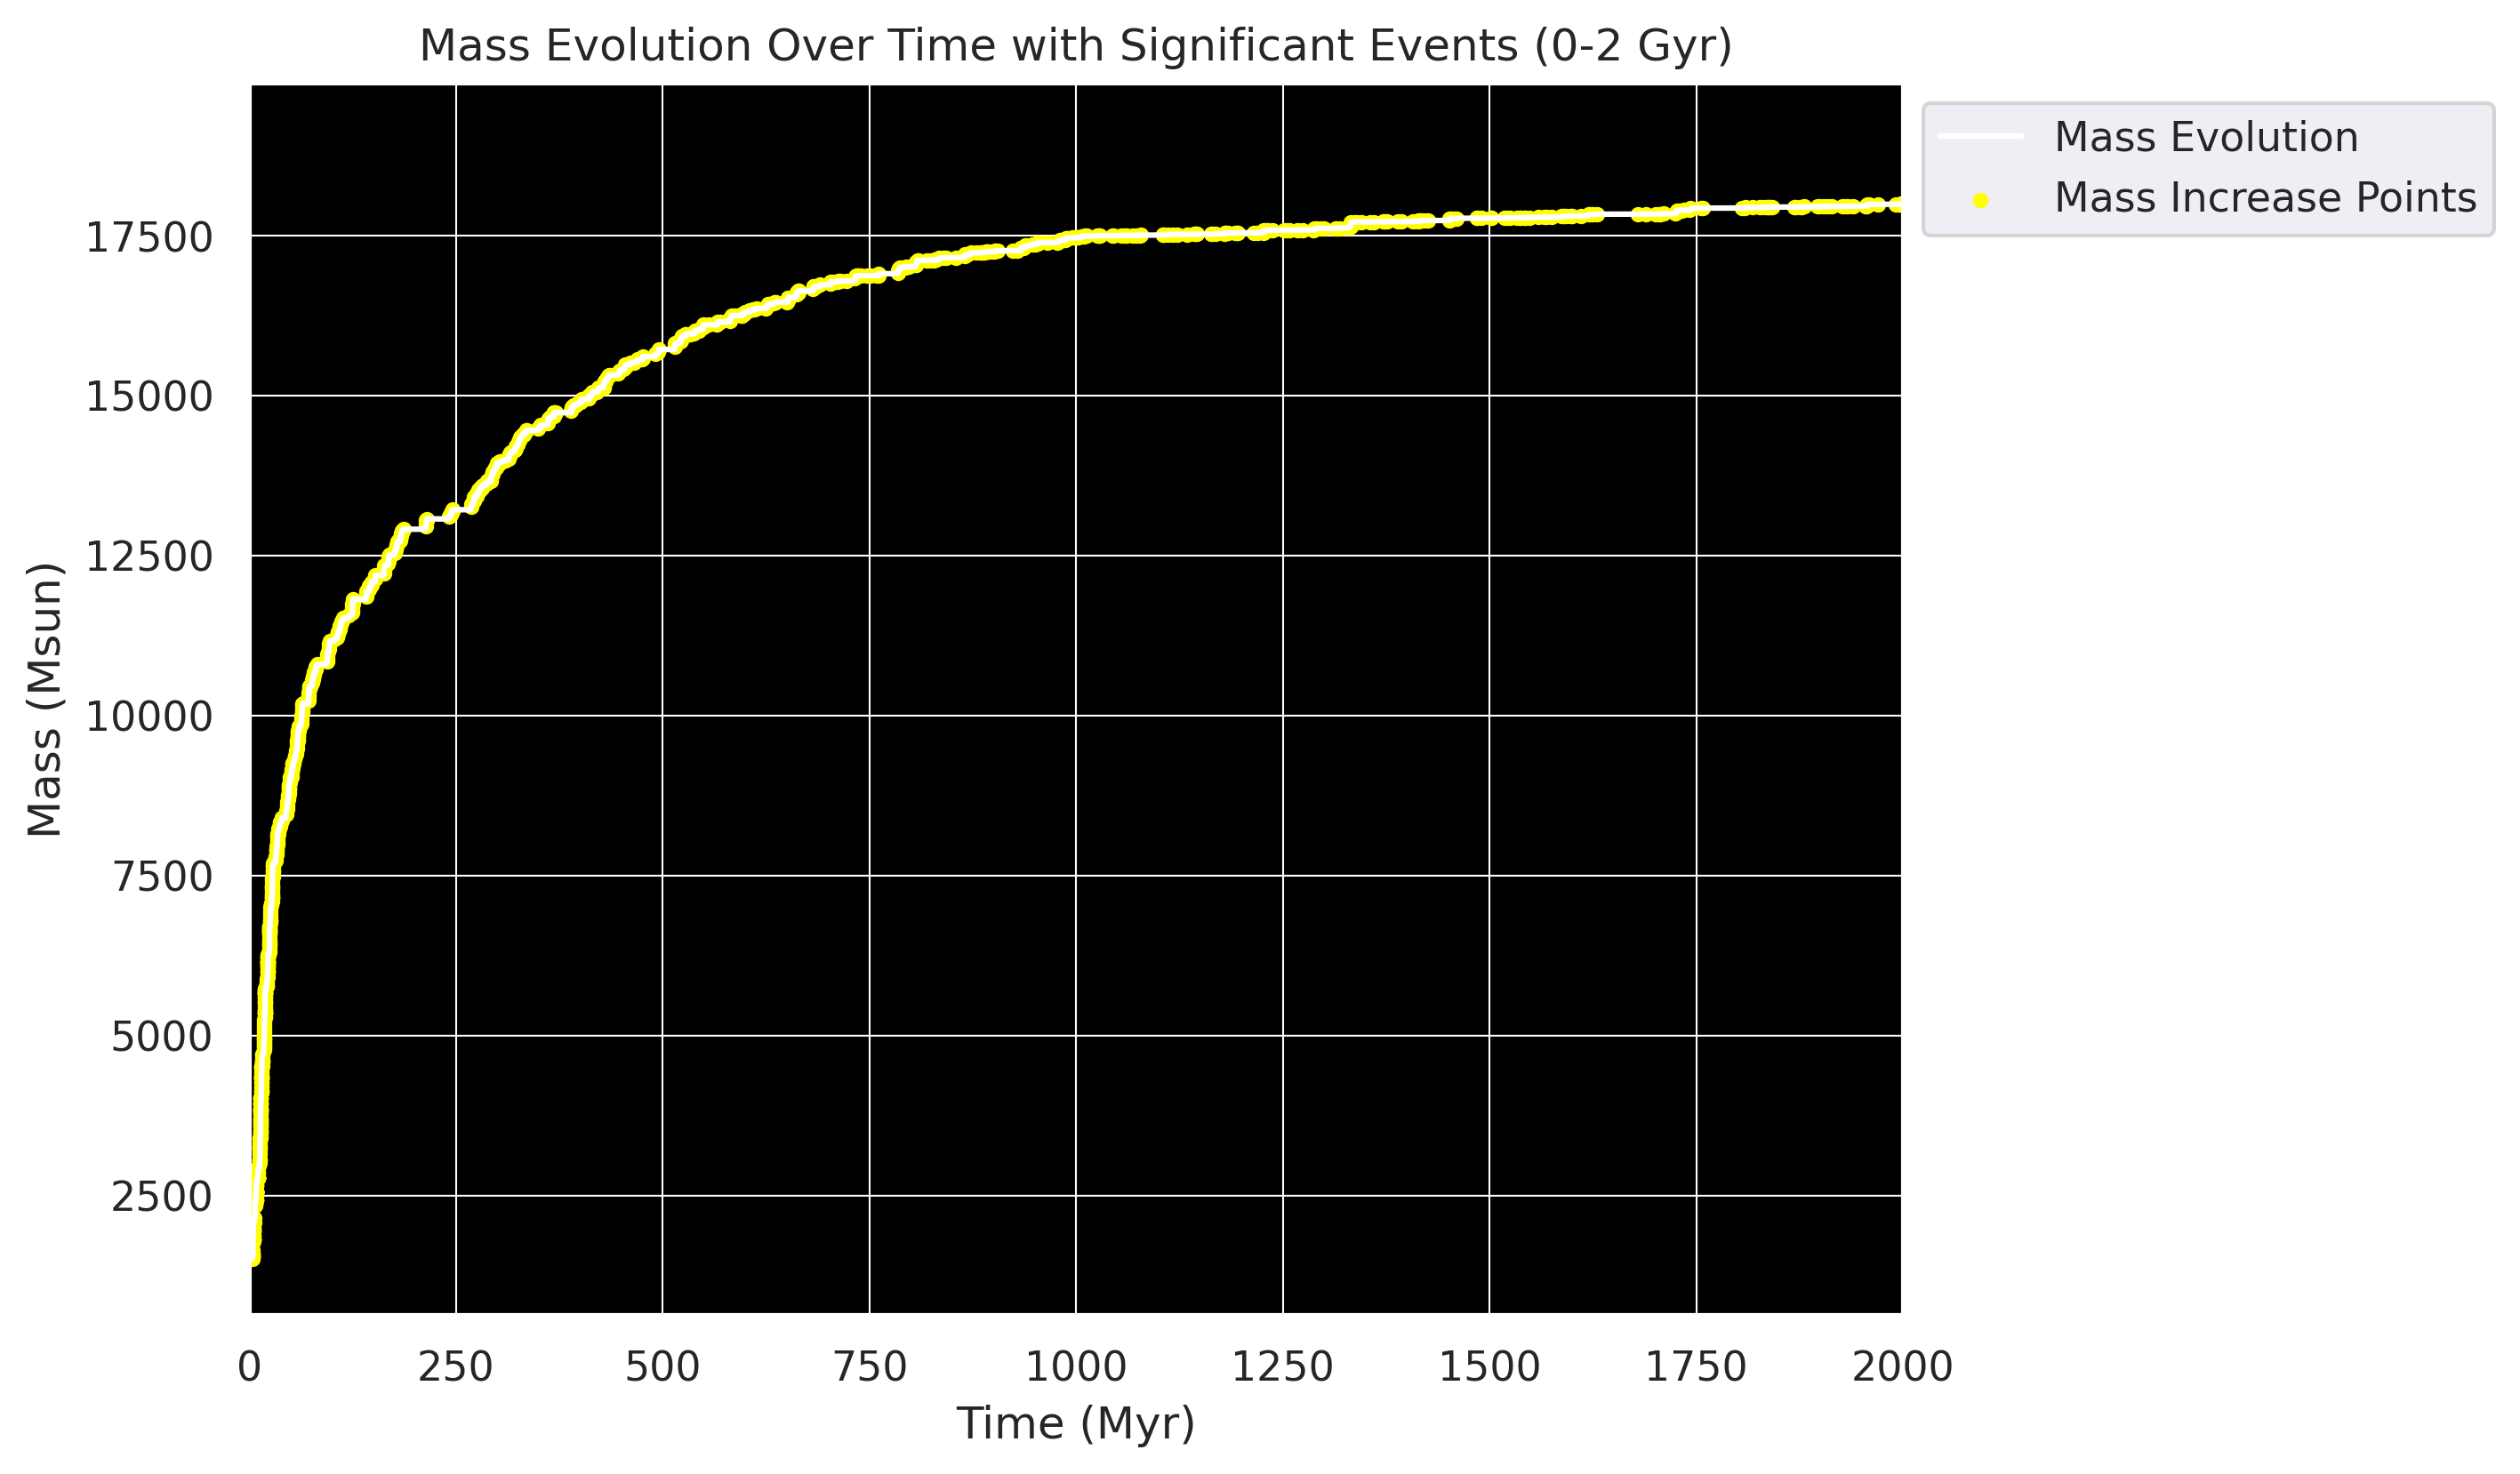 Mass Evolution Over Time with Significant Events (0-2 Gyr)
Mass Evolution
Mass Increase Points
17500
15000
12500
10000
7500
5000
2500
Mass (Msun)
0 250 500 750 1000 1250 1500 1750 2000
Time (Myr)